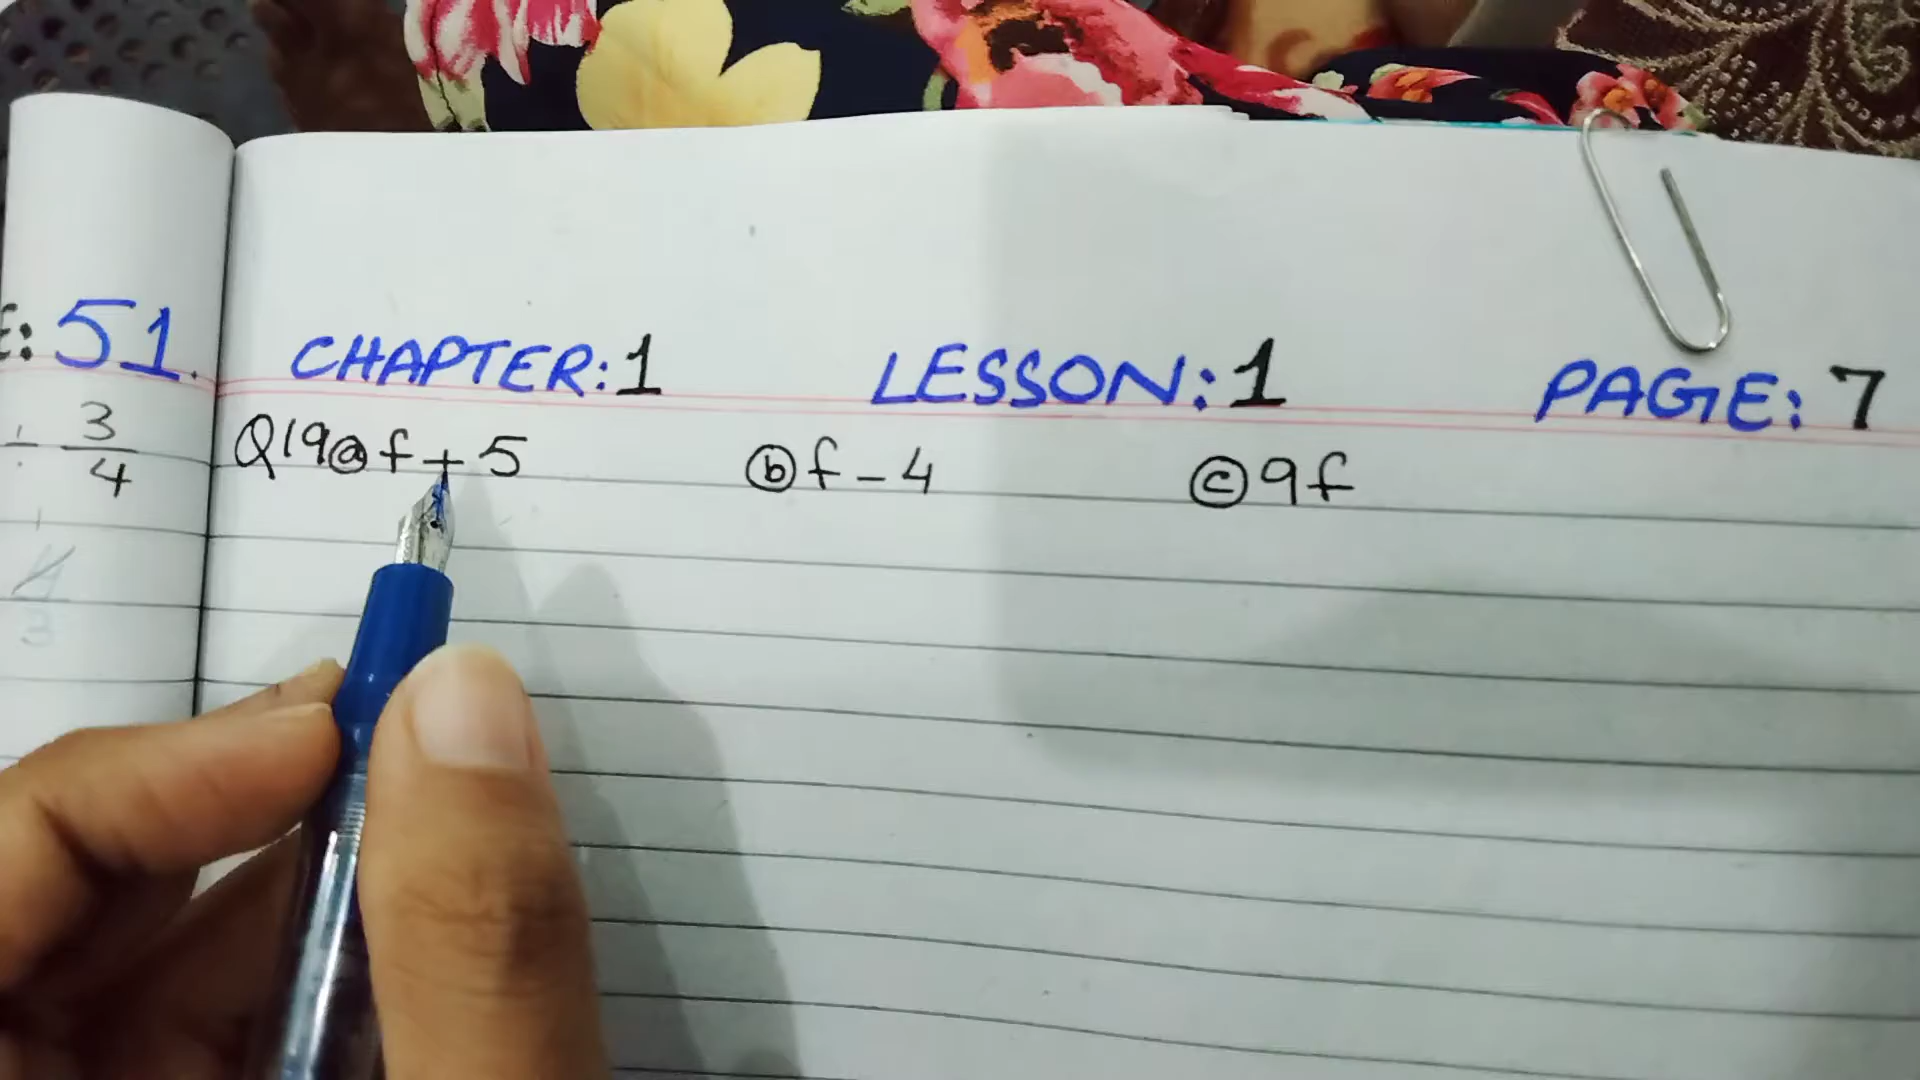 : 51.
CHAPTER: 1 LESSON: 1 PAGE: 7
÷ 3/4
Q19 ⓐ f + 5 ⓑ f - 4 ⓒ 9f